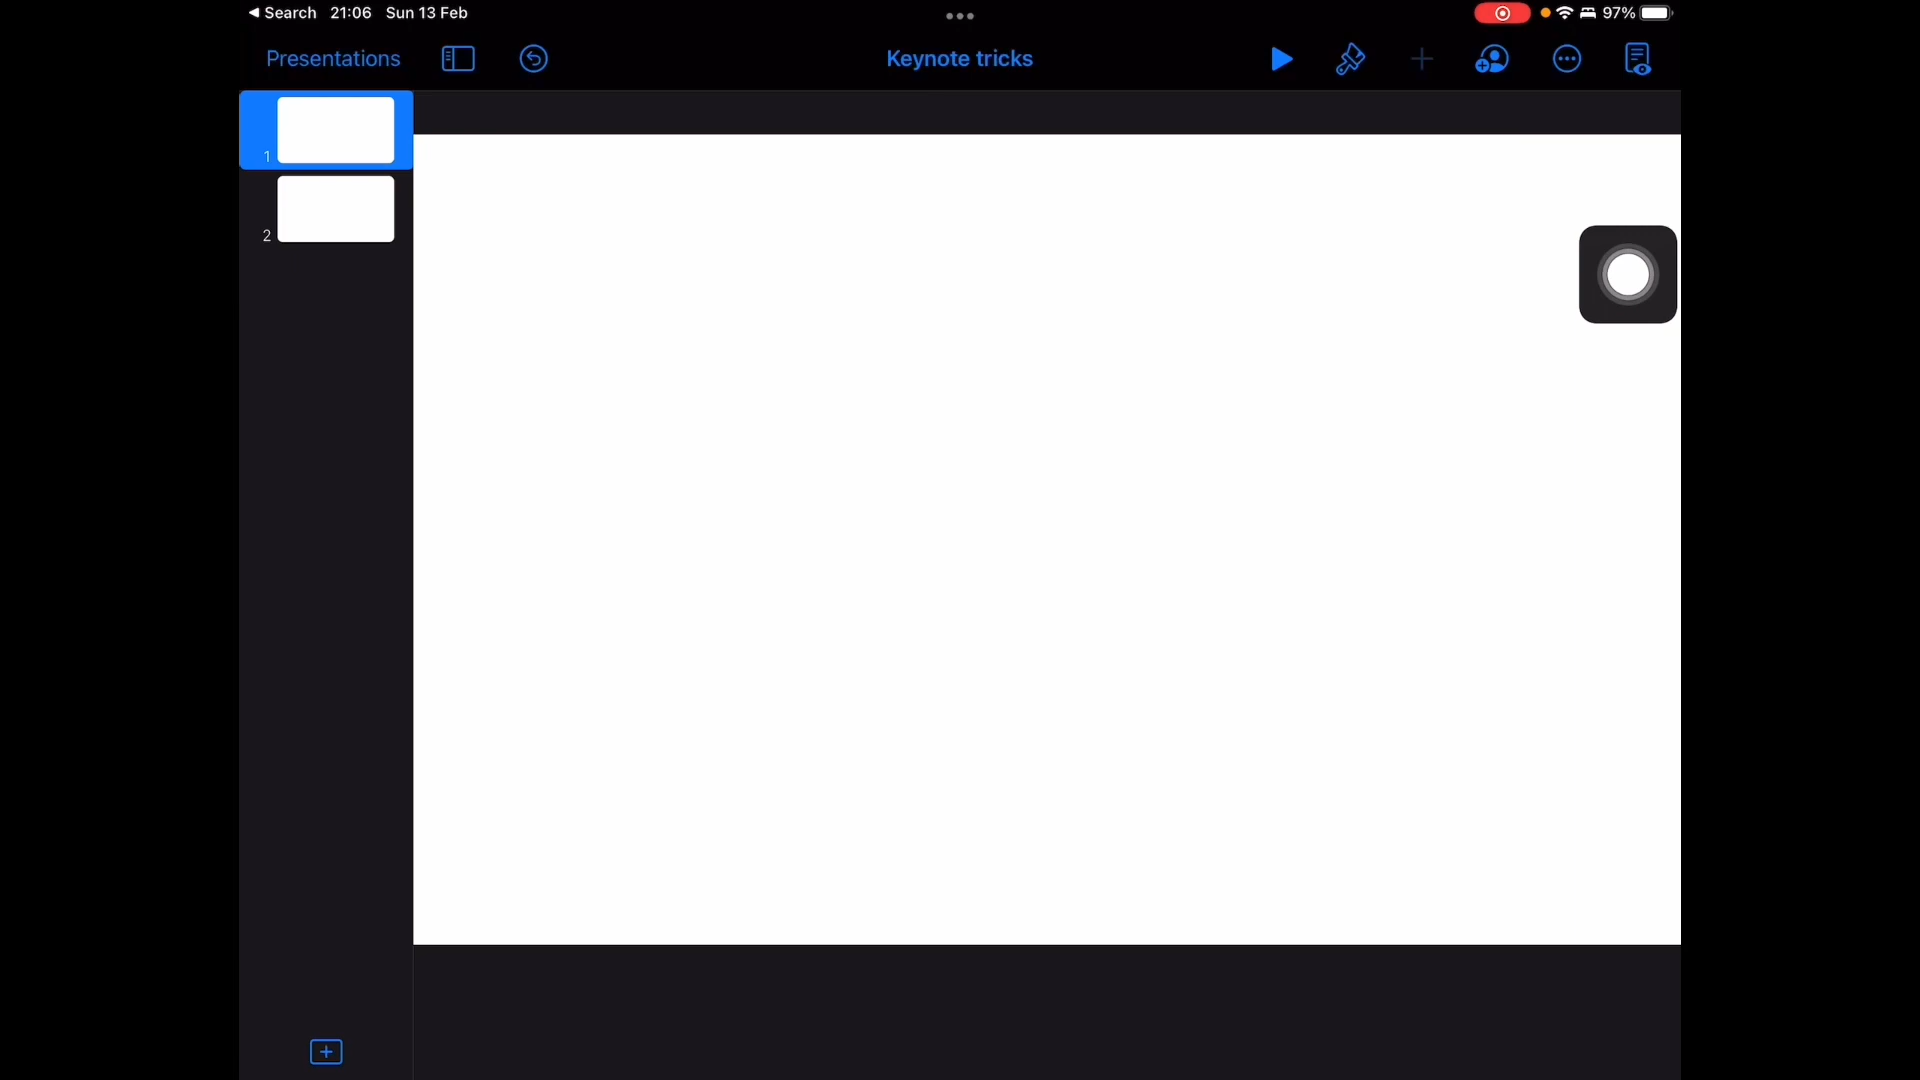 Search 21:06 Sun 13 Feb
97%
Presentations
Keynote tricks
1
2